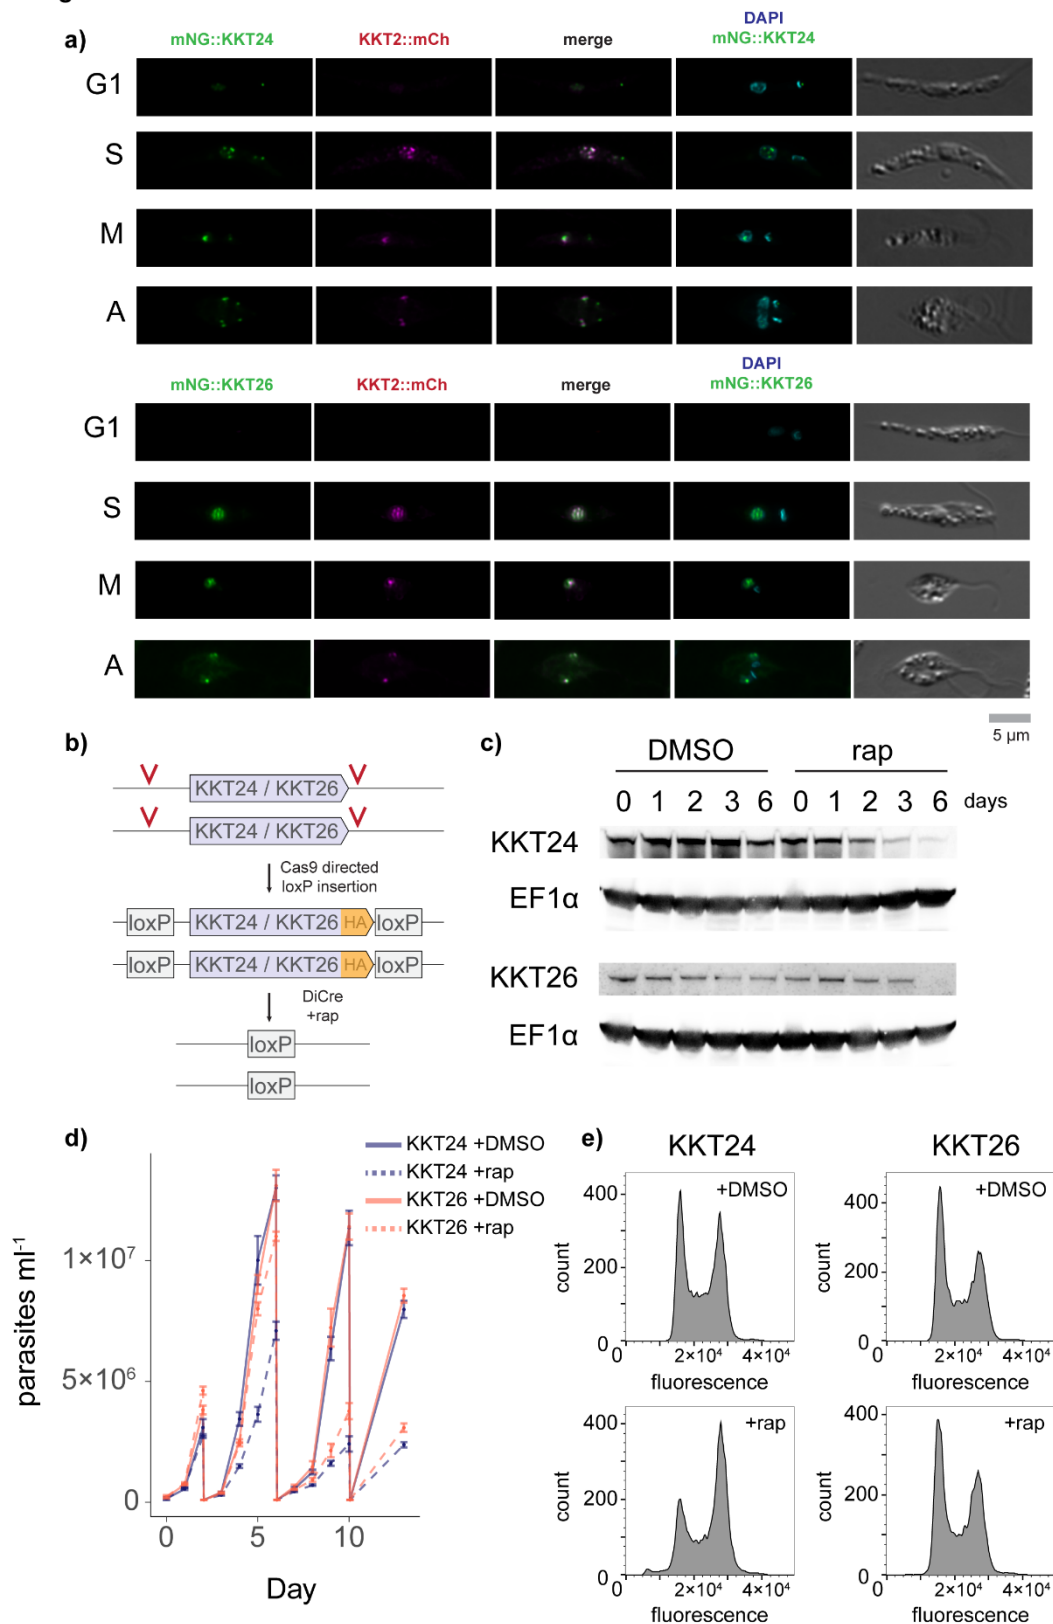 a)
mNG::KKT24 KKT2::mCh merge DAPI mNG::KKT24
G1
S
M
A
mNG::KKT26 KKT2::mCh merge DAPI mNG::KKT26
G1
S
M
A
5 µm
b)
KKT24 / KKT26
KKT24 / KKT26
Cas9 directed
loxP insertion
loxP KKT24 / KKT26 HA loxP
loxP KKT24 / KKT26 HA loxP
DiCre
+rap
loxP
loxP
c)
DMSO rap
0 1 2 3 6 0 1 2 3 6 days
KKT24
EF1α
KKT26
EF1α
d)
KKT24 +DMSO
KKT24 +rap
KKT26 +DMSO
KKT26 +rap
parasites ml⁻¹
1×10⁷
5×10⁶
0
0 5 10
Day
e)
KKT24 KKT26
+DMSO +DMSO
count 400 200 0 count 400 200 0
2×10⁴ 4×10⁴ 2×10⁴ 4×10⁴
fluorescence fluorescence
+rap +rap
count 400 200 0 count 400 200 0
2×10⁴ 4×10⁴ 2×10⁴ 4×10⁴
fluorescence fluorescence